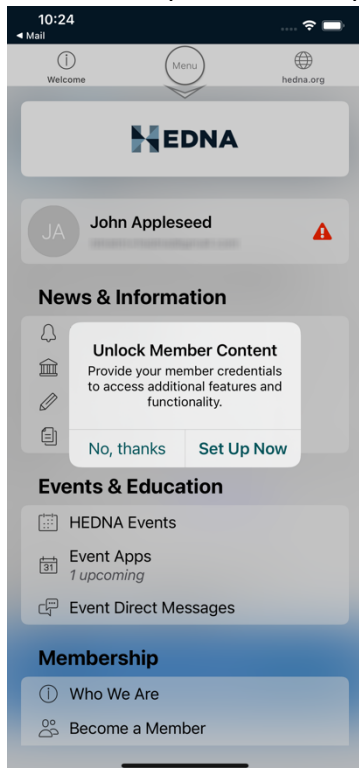 10:24
◀ Mail
Welcome
Menu
hedna.org
HEDNA
JA
John Appleseed
News & Information
Unlock Member Content
Provide your member credentials
to access additional features and
functionality.
No, thanks
Set Up Now
Events & Education
HEDNA Events
31
Event Apps
1 upcoming
Event Direct Messages
Membership
Who We Are
Become a Member